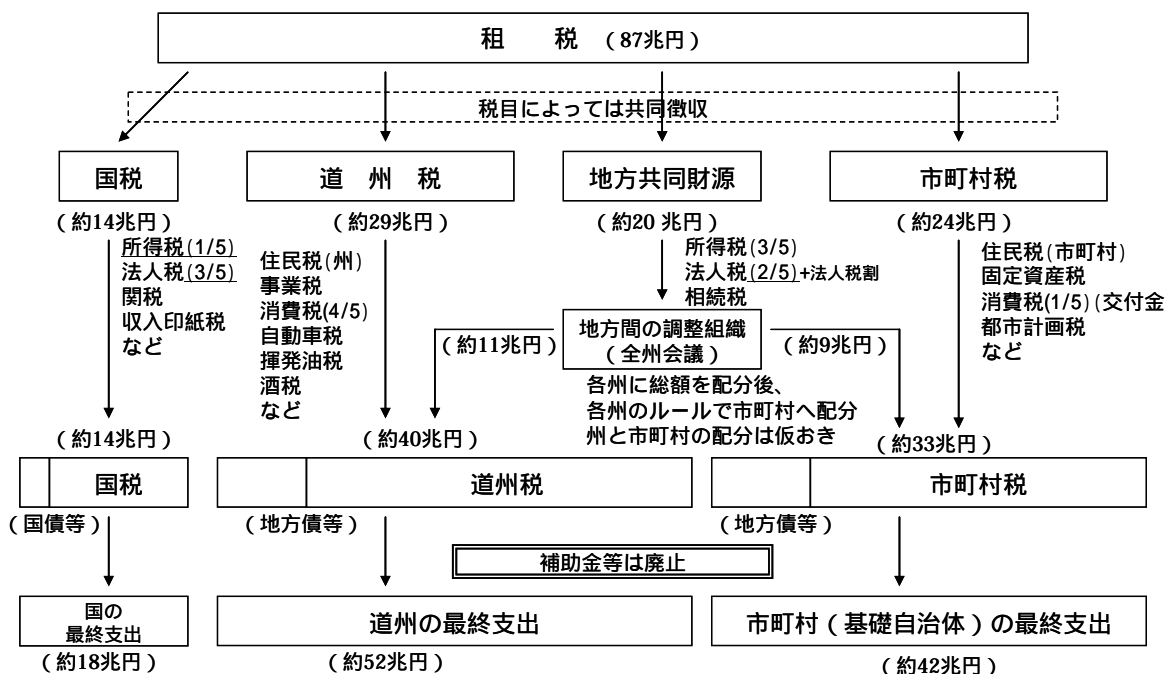 租　税 （87兆円）
税目によっては共同徴収
国税
道 州 税
地方共同財源
市町村税
（約14兆円）
（約29兆円）
（約20 兆円）
（約24兆円）
所得税(1/5)
法人税(3/5)
関税
収入印紙税
など
住民税(州)
事業税
消費税(4/5)
自動車税
揮発油税
酒税
など
所得税(3/5)
法人税(2/5)+法人税割
相続税
住民税(市町村)
固定資産税
消費税(1/5)(交付金
都市計画税
など
（約11兆円）
地方間の調整組織
（全州会議）
（約9兆円）
各州に総額を配分後、
各州のルールで市町村へ配分
州と市町村の配分は仮おき
（約14兆円）
（約40兆円）
（約33兆円）
国税
道州税
市町村税
（国債等）
（地方債等）
（地方債等）
補助金等は廃止
国の
最終支出
道州の最終支出
市町村（基礎自治体）の最終支出
（約18兆円）
（約52兆円）
（約42兆円）